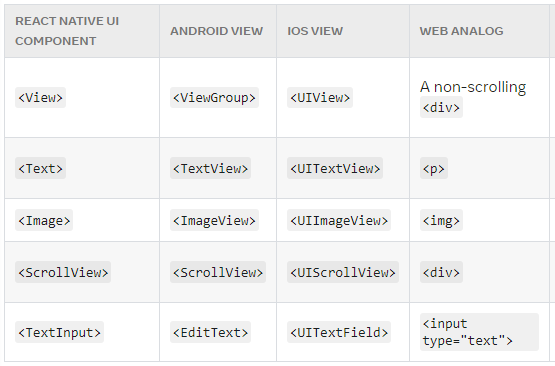 REACT NATIVE UI COMPONENT ANDROID VIEW IOS VIEW WEB ANALOG
<View> <ViewGroup> <UIView> A non-scrolling <div>
<Text> <TextView> <UITextView> <p>
<Image> <ImageView> <UIImageView> <img>
<ScrollView> <ScrollView> <UIScrollView> <div>
<TextInput> <EditText> <UITextField> <input type="text">